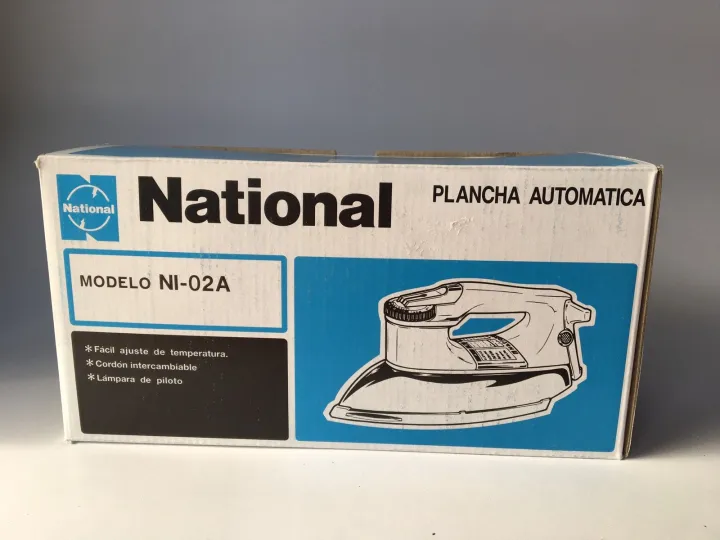 National
National
PLANCHA AUTOMATICA
MODELO NI-02A
* Fácil ajuste de temperatura.
* Cordón intercambiable
* Lámpara de piloto